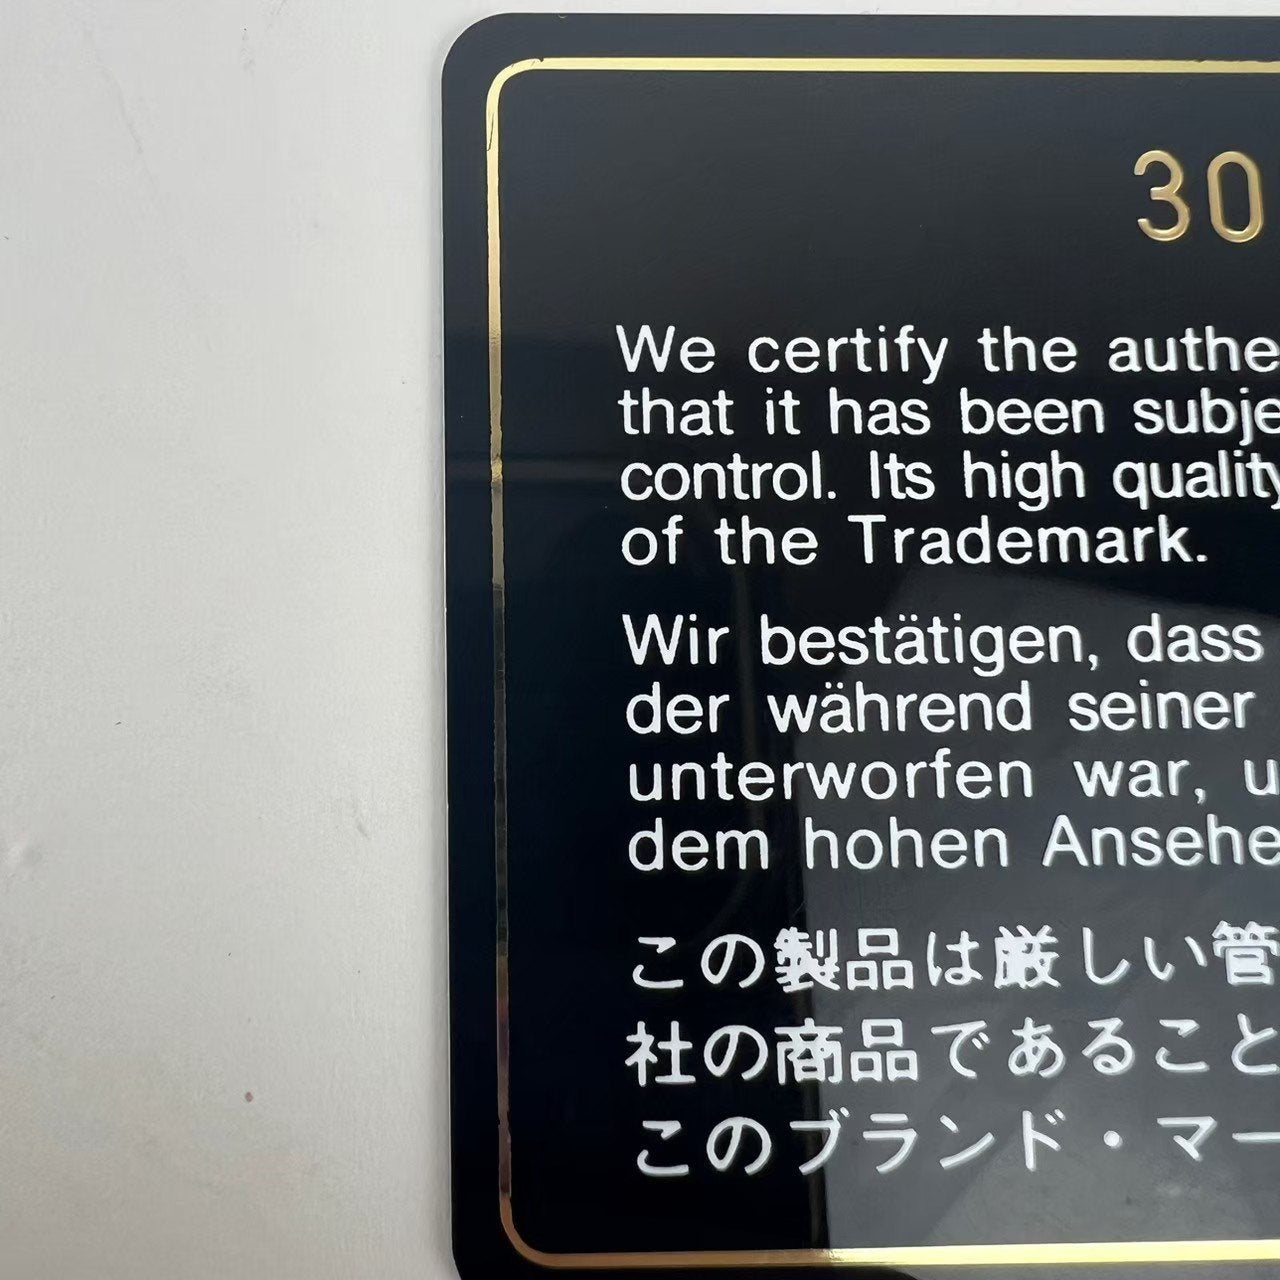 30
We certify the authe
that it has been subje
control. Its high quality
of the Trademark.
Wir bestätigen, dass
der während seiner
unterworfen war, u
dem hohen Ansehe
この製品は厳しい管
社の商品であること
このブランド・マー